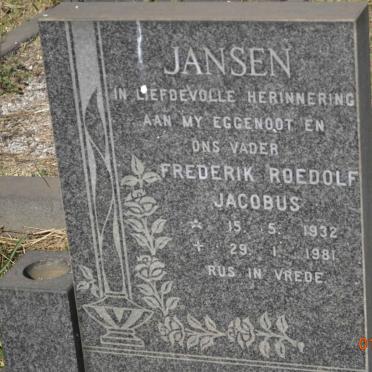 JANSEN
IN LIEFDEVOLLE HERINNERING
AAN MY EGGENOOT EN
ONS VADER
FREDERIK ROEDOLF
JACOBUS
☆ 15. 5. 1932
+ 29. 1. 1981
RUS IN VREDE